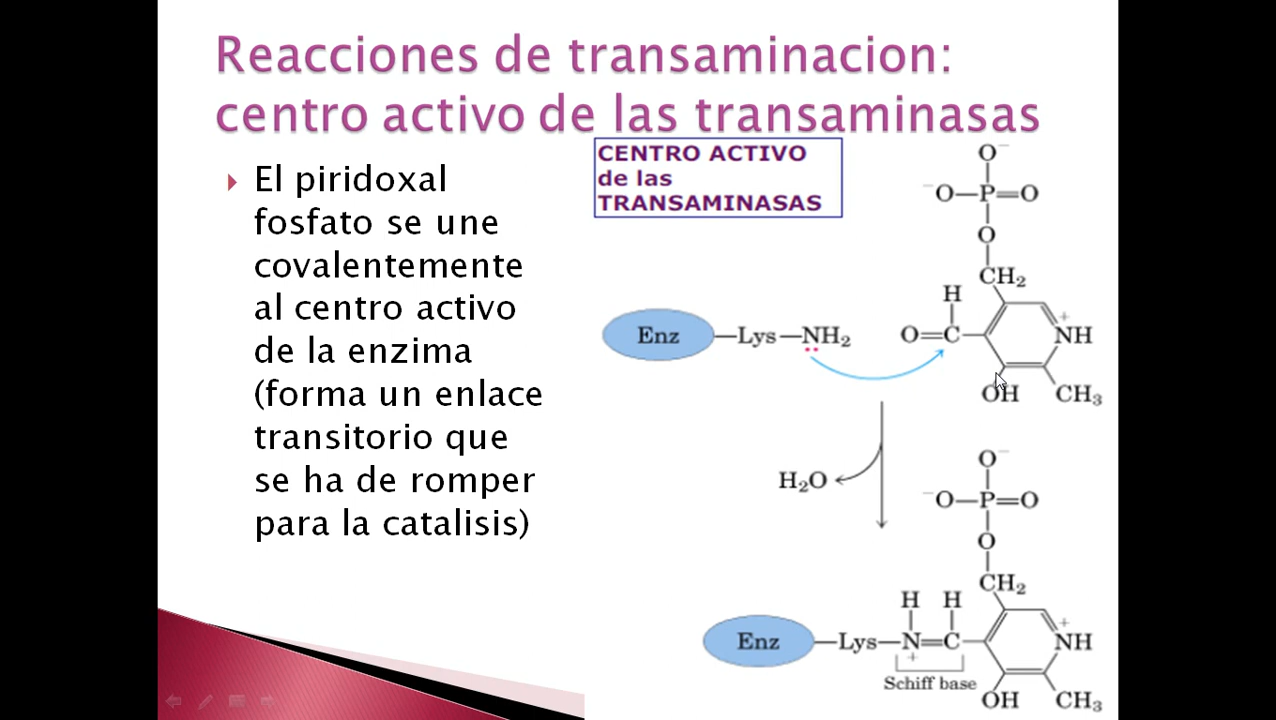 Reacciones de transaminacion:
centro activo de las transaminasas
El piridoxal
fosfato se une
covalentemente
al centro activo
de la enzima
(forma un enlace
transitorio que
se ha de romper
para la catalisis)
CENTRO ACTIVO
de las
TRANSAMINASAS
O⁻
⁻O—P=O
O
CH₂
H
Enz—Lys—NH₂
O=C
+
NH
OH
CH₃
H₂O
O⁻
⁻O—P=O
O
CH₂
H H
Enz—Lys—N=C
+
+
NH
Schiff base
OH
CH₃